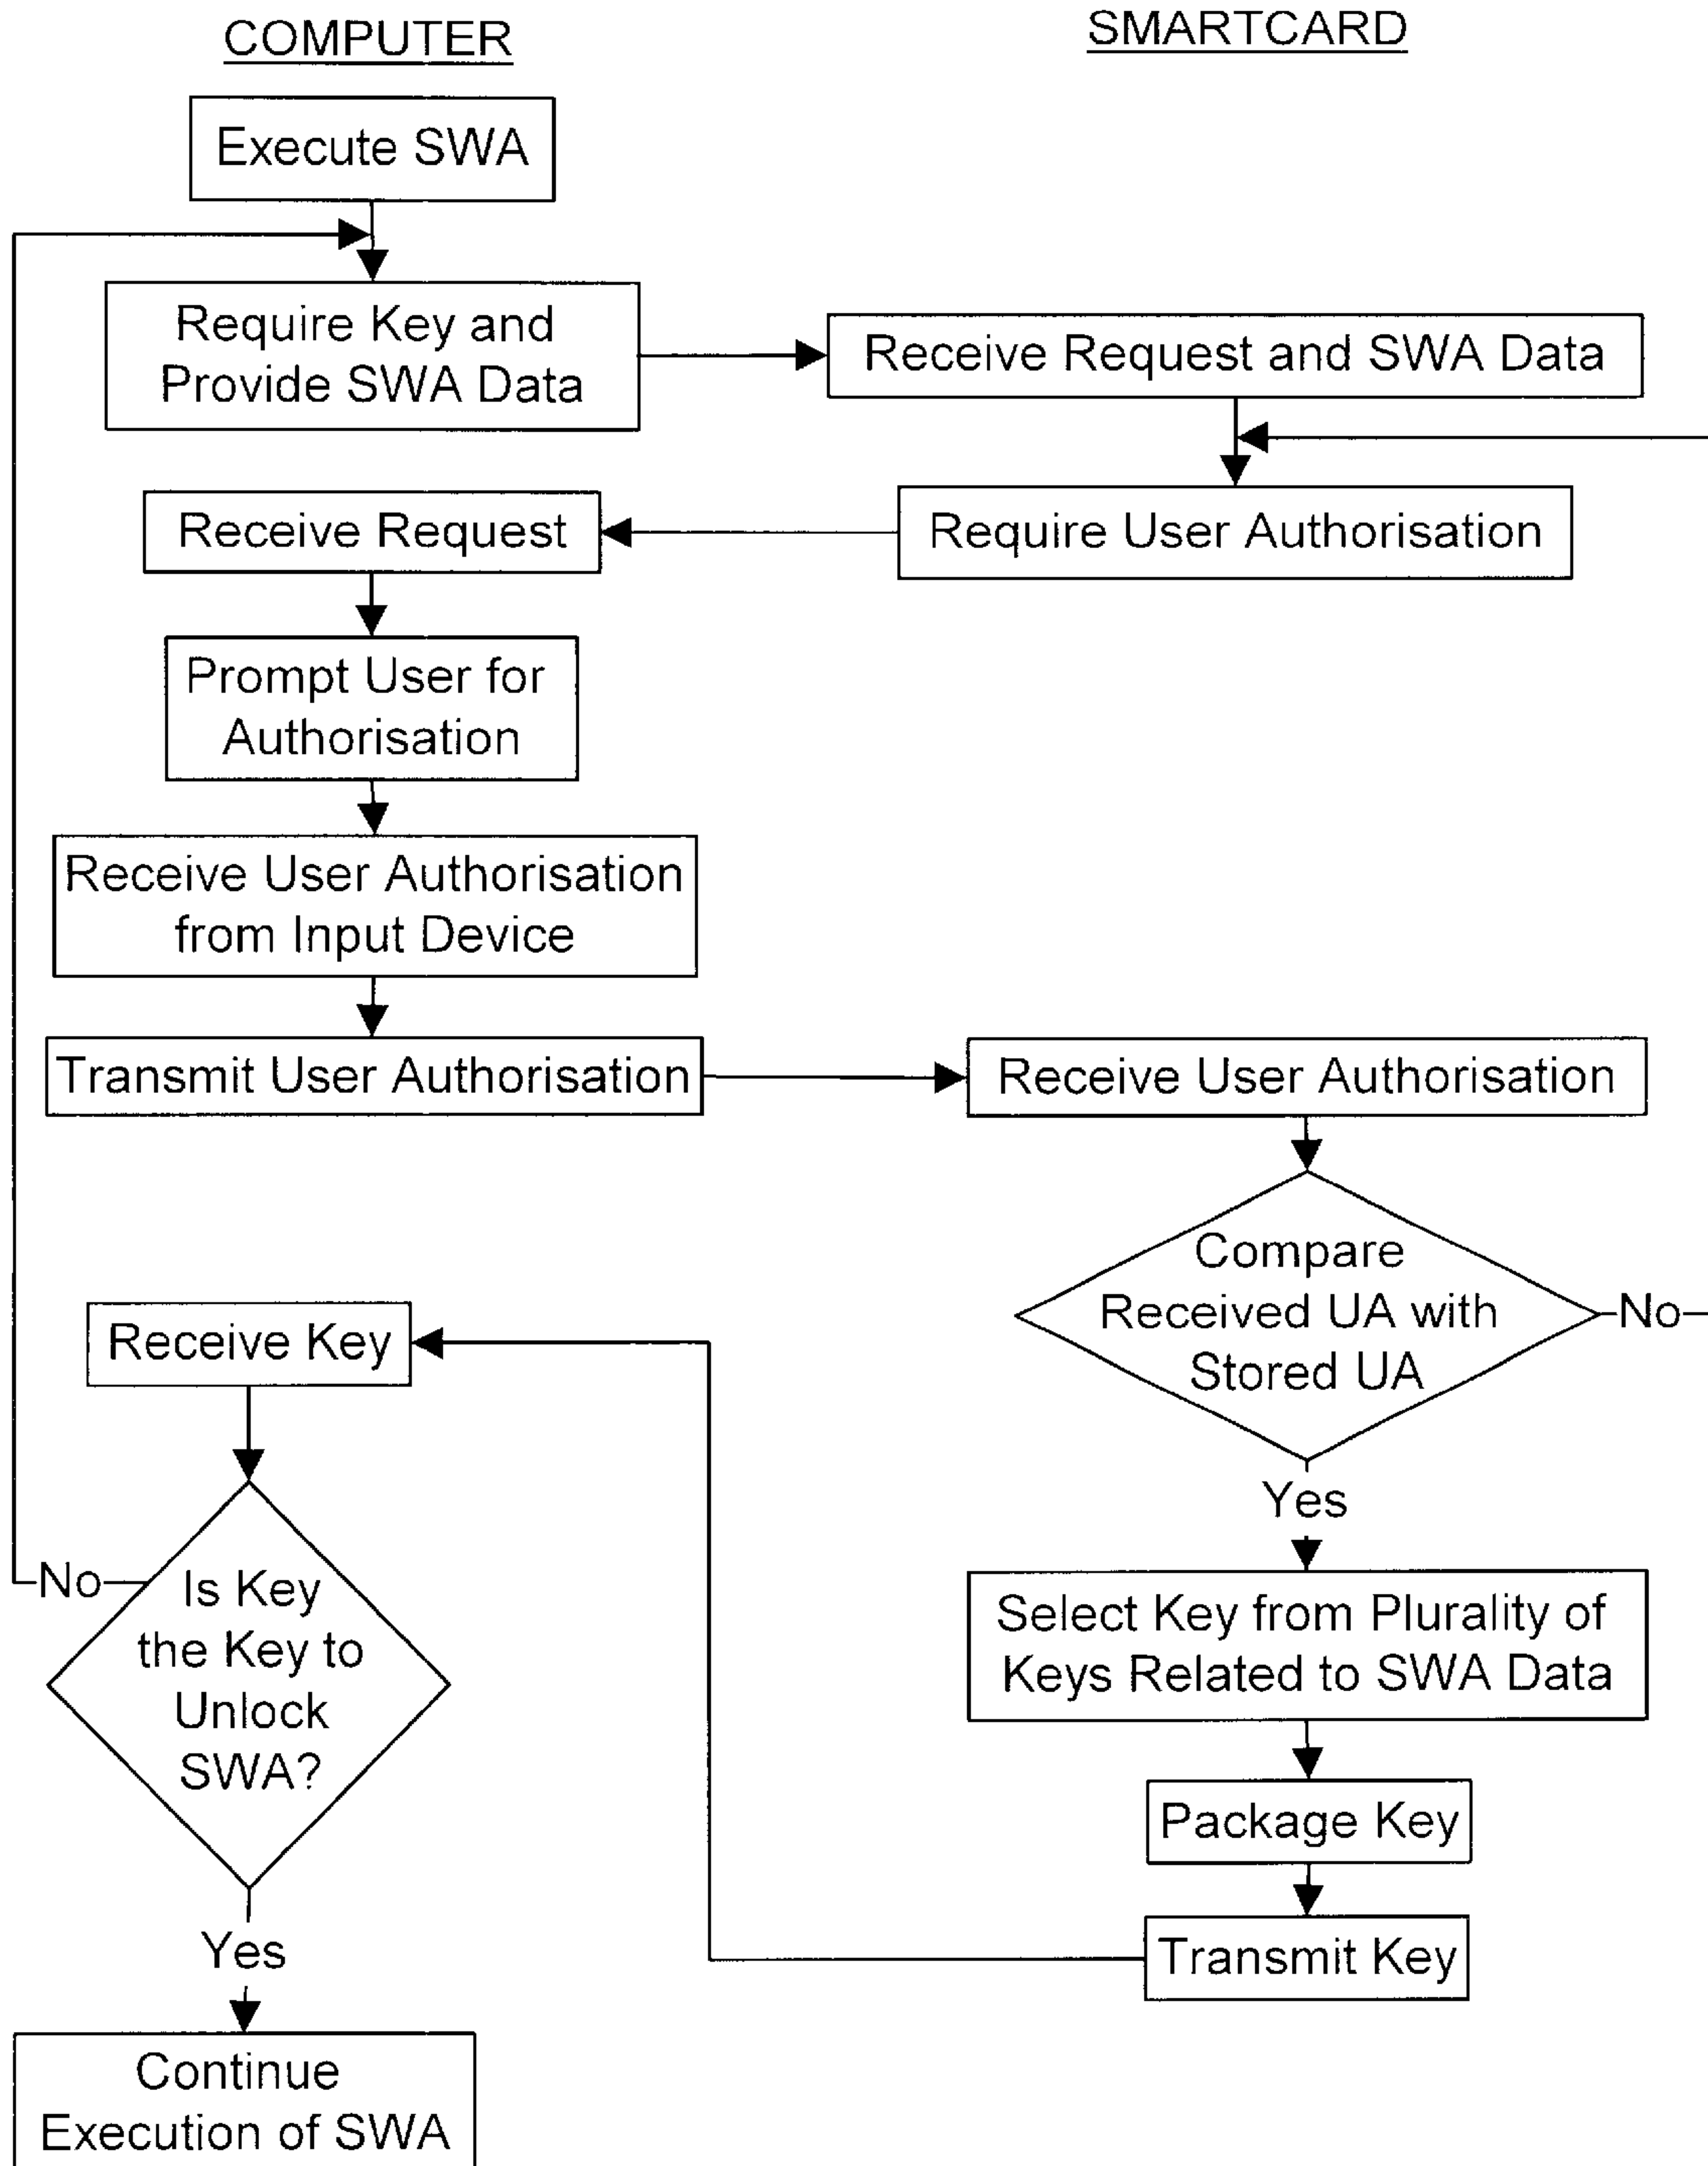 COMPUTER
SMARTCARD
Execute SWA
Require Key and
Provide SWA Data
Receive Request and SWA Data
Receive Request
Require User Authorisation
Prompt User for
Authorisation
Receive User Authorisation
from Input Device
Transmit User Authorisation
Receive User Authorisation
Compare
Received UA with
Stored UA
No
Yes
Receive Key
Select Key from Plurality of
Keys Related to SWA Data
Package Key
Transmit Key
Is Key
the Key to
Unlock
SWA?
No
Yes
Continue
Execution of SWA